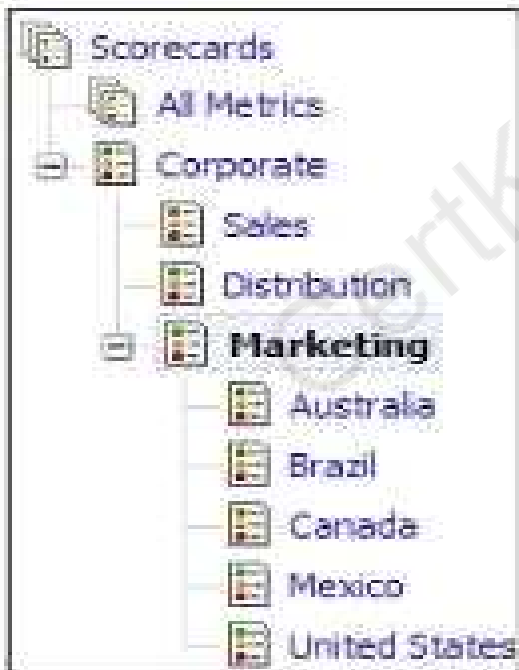 Scorecards
All Metrics
Corporate
Sales
Distribution
Marketing
Australia
Brazil
Canada
Mexico
United States